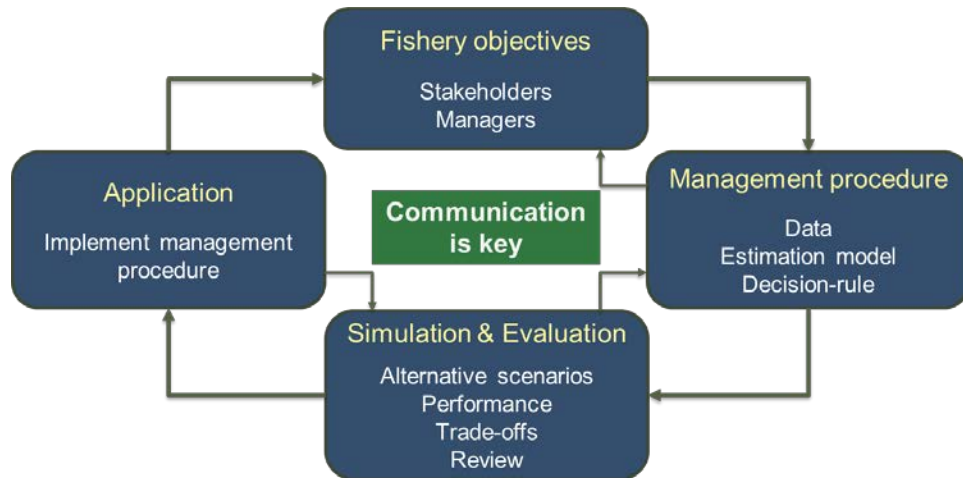 Fishery objectives
Stakeholders
Managers
Application
Implement management
procedure
Communication
is key
Management procedure
Data
Estimation model
Decision-rule
Simulation & Evaluation
Alternative scenarios
Performance
Trade-offs
Review